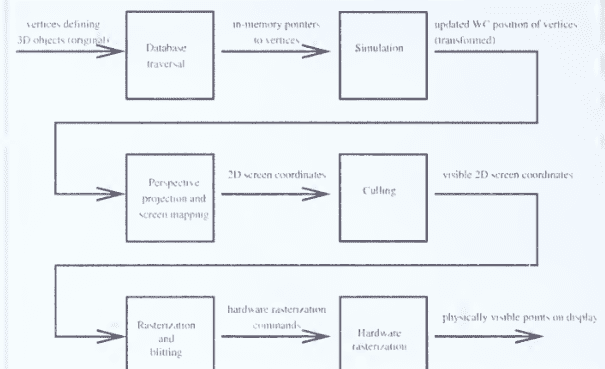 vertices defining
3D objects (original)
Database
traversal
in-memory pointers
to vertices
Simulation
updated WC position of vertices
(transformed)
Perspective
projection and
screen mapping
2D screen coordinates
Culling
visible 2D screen coordinates
Rasterization
and
blitting
hardware rasterization
commands
Hardware
rasterization
physically visible points on display